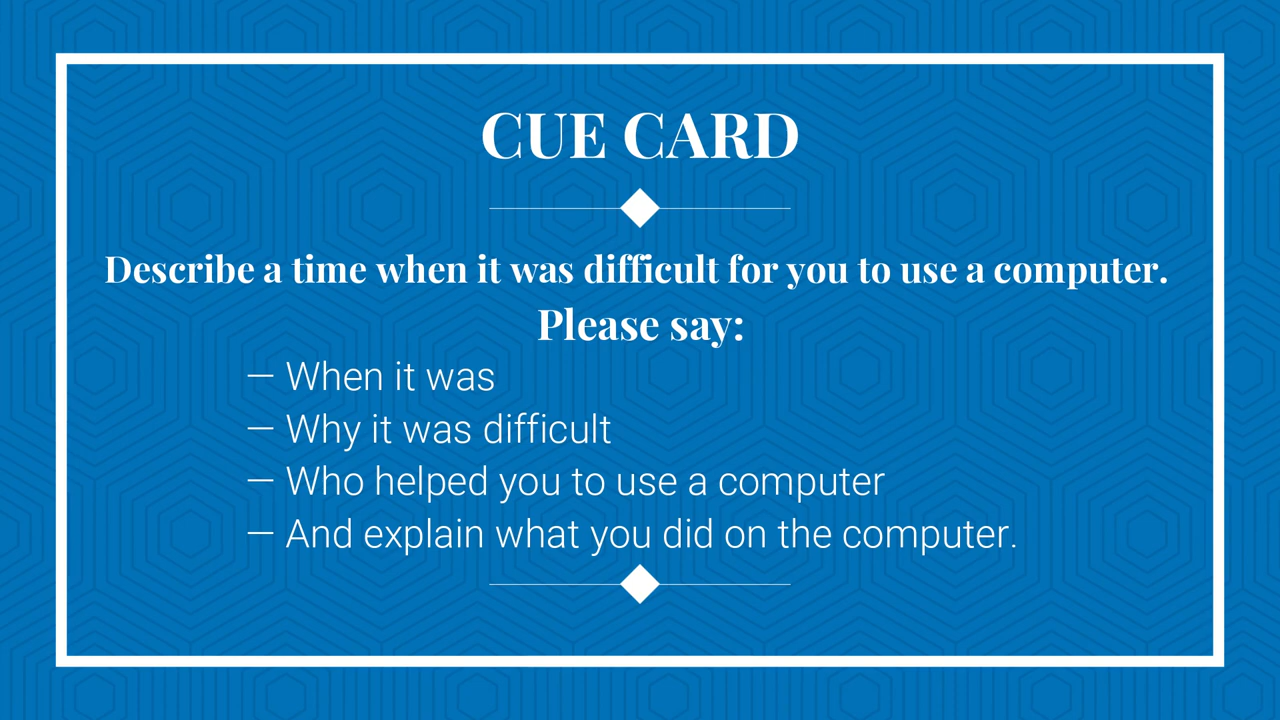 CUE CARD
Describe a time when it was difficult for you to use a computer.
Please say:
— When it was
— Why it was difficult
— Who helped you to use a computer
— And explain what you did on the computer.